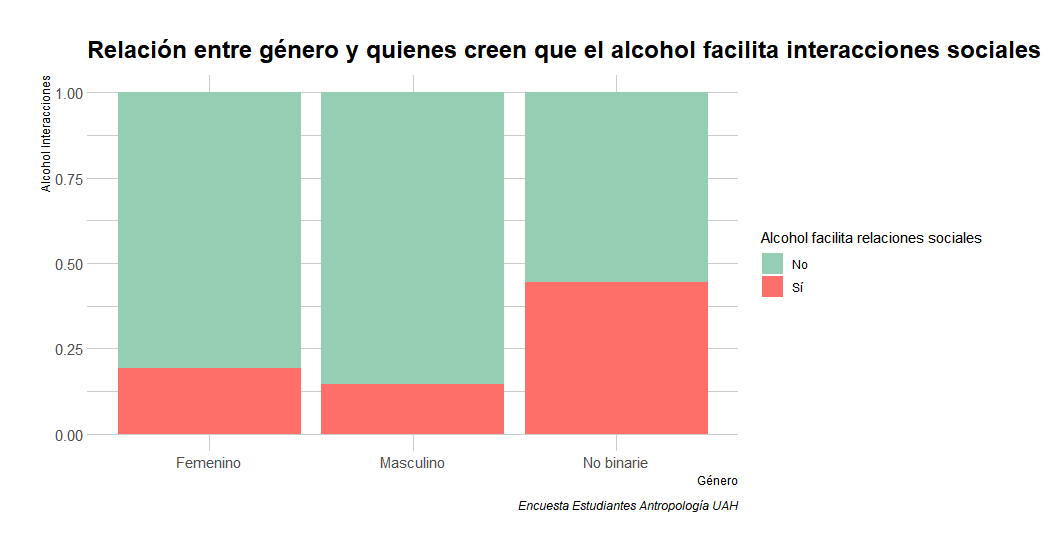 Relación entre género y quienes creen que el alcohol facilita interacciones sociales
Alcohol Interacciones
1.00
0.75
0.50
0.25
0.00
Femenino
Masculino
No binarie
Género
Encuesta Estudiantes Antropología UAH
Alcohol facilita relaciones sociales
No
Sí